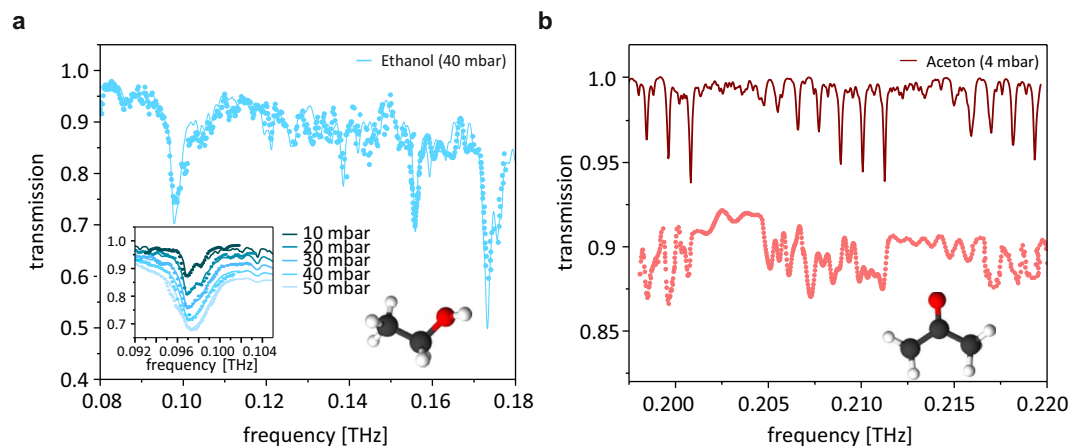 a
Ethanol (40 mbar)
transmission
1.0
0.9
0.8
0.7
0.6
0.5
0.4
0.08
0.10
0.12
0.14
0.16
0.18
frequency [THz]
1.0
0.9
0.8
0.7
0.092
0.096
0.100
0.104
frequency [THz]
10 mbar
20 mbar
30 mbar
40 mbar
50 mbar
b
Aceton (4 mbar)
transmission
1.00
0.95
0.90
0.85
0.200
0.205
0.210
0.215
0.220
frequency [THz]